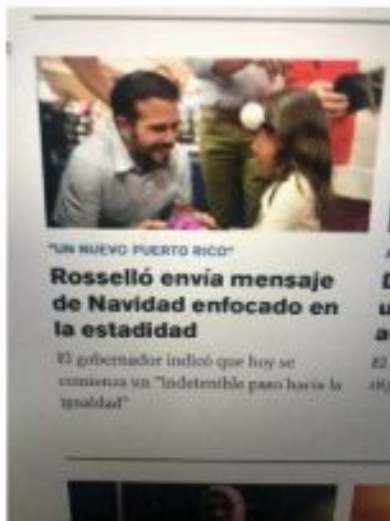 "UN NUEVO PUERTO RICO"
Rosselló envía mensaje
de Navidad enfocado en
la estadidad
El gobernador indicó que hoy se
comienza un "indetenible paso hacia la
igualdad"